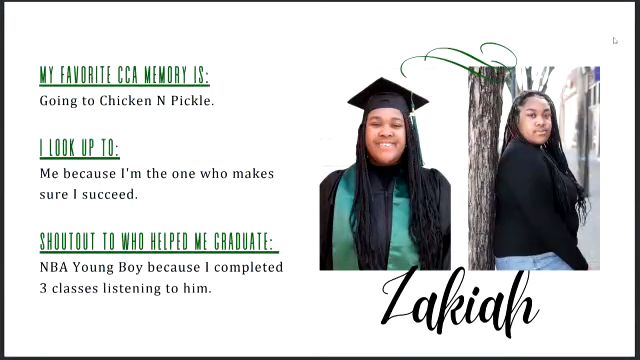 MY FAVORITE CCA MEMORY IS:
Going to Chicken N Pickle.
I LOOK UP TO:
Me because I'm the one who makes
sure I succeed.
SHOUTOUT TO WHO HELPED ME GRADUATE:
NBA Young Boy because I completed
3 classes listening to him.
Zakiah